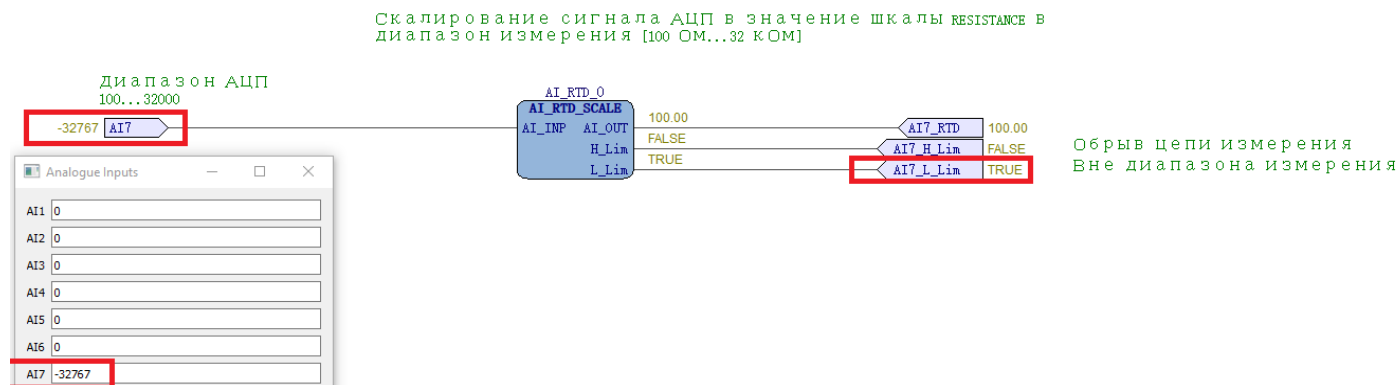 Скалирование сигнала АЦП в значение шкалы RESISTANCE в
диапазон измерения [100 ОМ...32 КОМ]
Диапазон АЦП
100...32000
-32767 AI7
AI_RTD_0
AI_RTD_SCALE
AI_INP AI_OUT
H_Lim
L_Lim
100.00
FALSE
TRUE
AI7_RTD 100.00
AI7_H_Lim FALSE
AI7_L_Lim TRUE
Обрыв цепи измерения
Вне диапазона измерения
Analogue Inputs
AI1 0
AI2 0
AI3 0
AI4 0
AI5 0
AI6 0
AI7 -32767